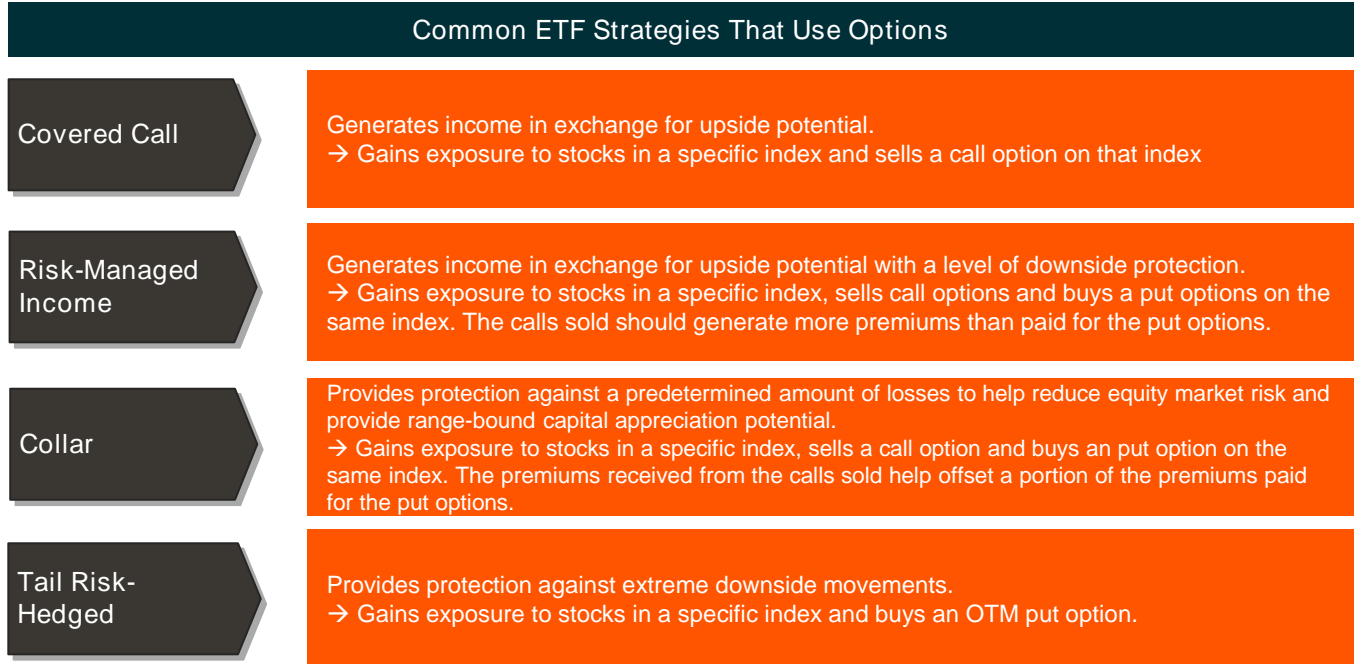 Common ETF Strategies That Use Options
Covered Call
Generates income in exchange for upside potential.
→ Gains exposure to stocks in a specific index and sells a call option on that index
Risk-Managed
Income
Generates income in exchange for upside potential with a level of downside protection.
→ Gains exposure to stocks in a specific index, sells call options and buys a put options on the
same index. The calls sold should generate more premiums than paid for the put options.
Collar
Provides protection against a predetermined amount of losses to help reduce equity market risk and
provide range-bound capital appreciation potential.
→ Gains exposure to stocks in a specific index, sells a call option and buys an put option on the
same index. The premiums received from the calls sold help offset a portion of the premiums paid
for the put options.
Tail Risk-
Hedged
Provides protection against extreme downside movements.
→ Gains exposure to stocks in a specific index and buys an OTM put option.